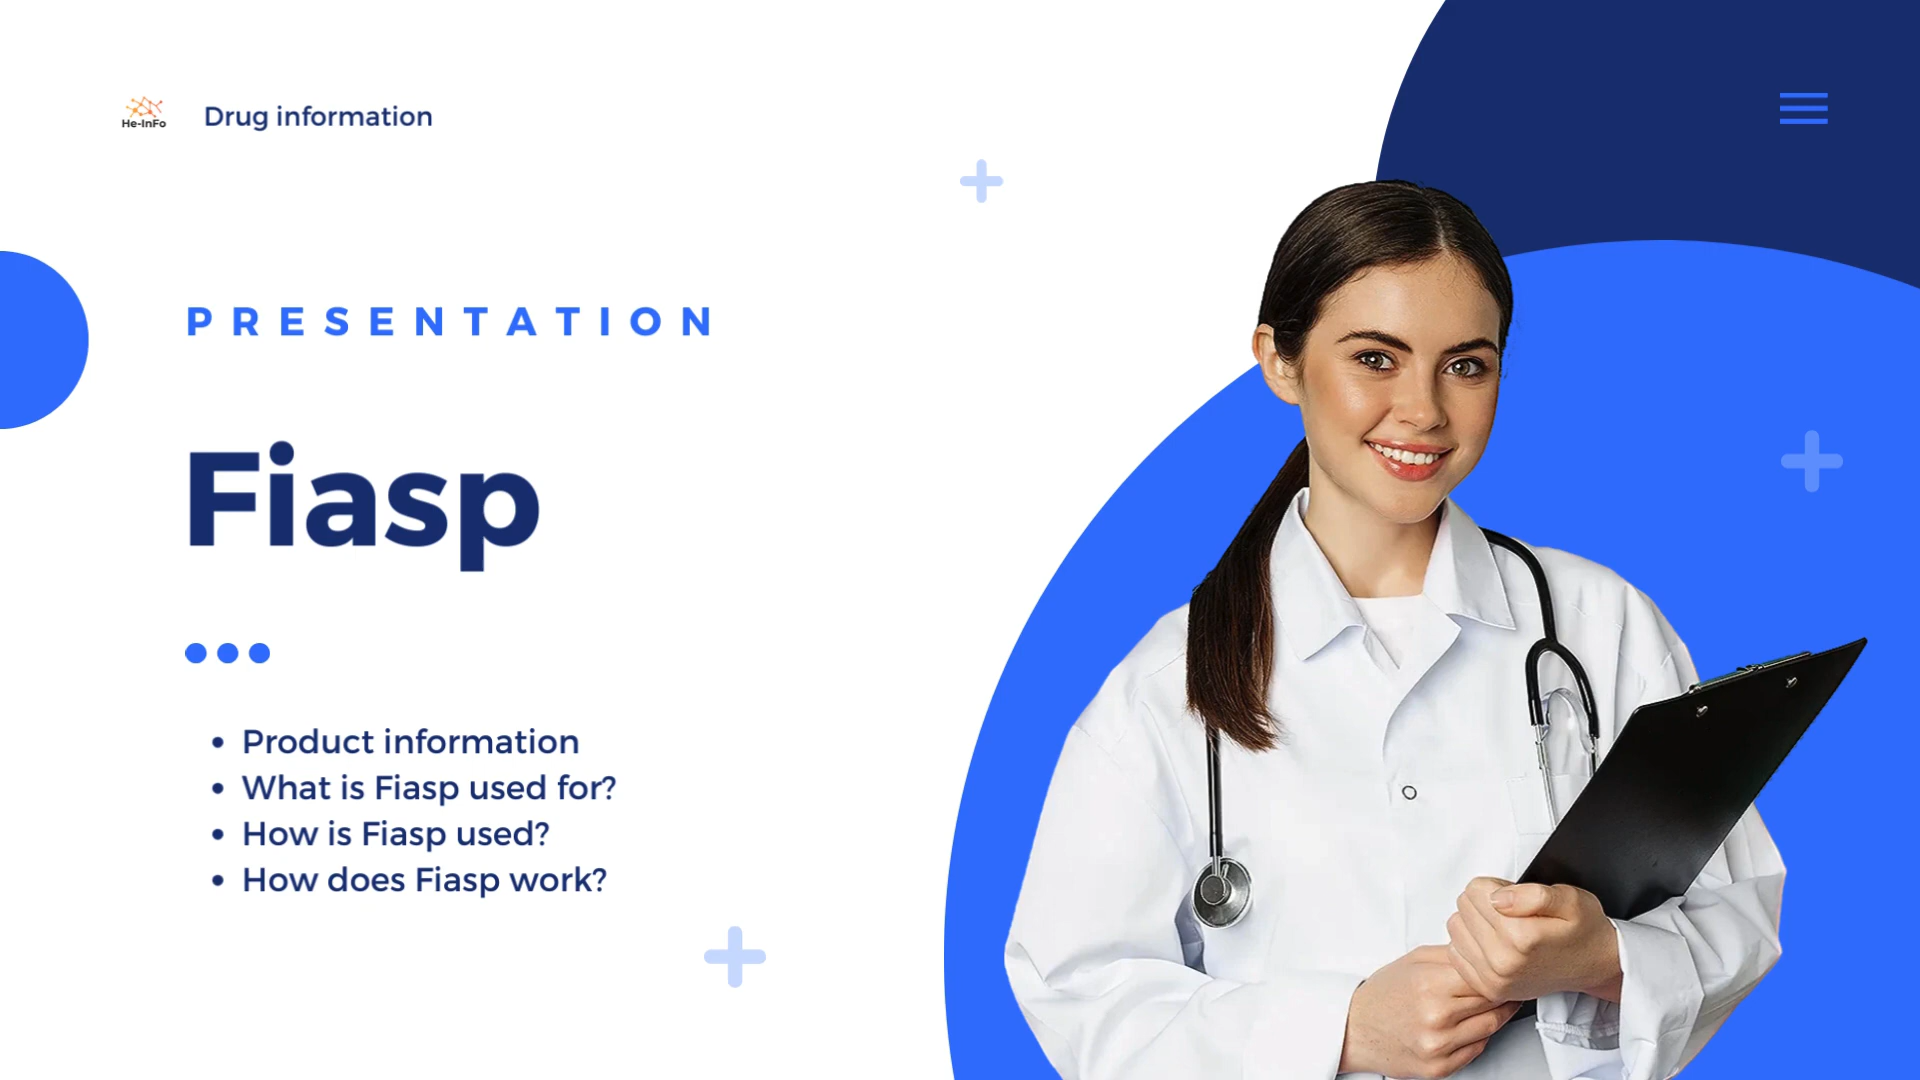 He-InFo
Drug information
PRESENTATION
Fiasp
• Product information
• What is Fiasp used for?
• How is Fiasp used?
• How does Fiasp work?